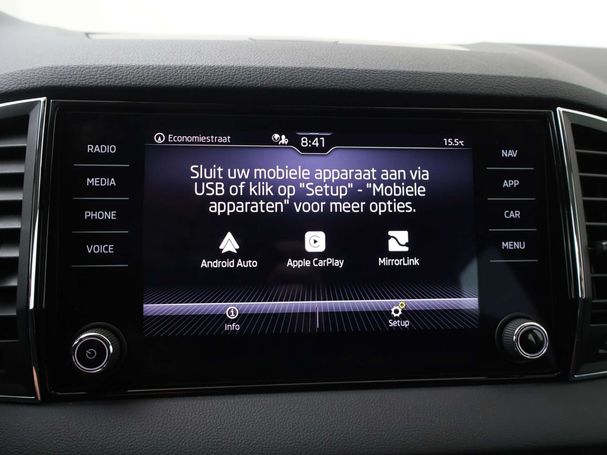 RADIO
MEDIA
PHONE
VOICE
Economiestraat
8:41
15.5℃
Sluit uw mobiele apparaat aan via
USB of klik op "Setup" - "Mobiele
apparaten" voor meer opties.
Android Auto
Apple CarPlay
MirrorLink
Info
Setup
NAV
APP
CAR
MENU